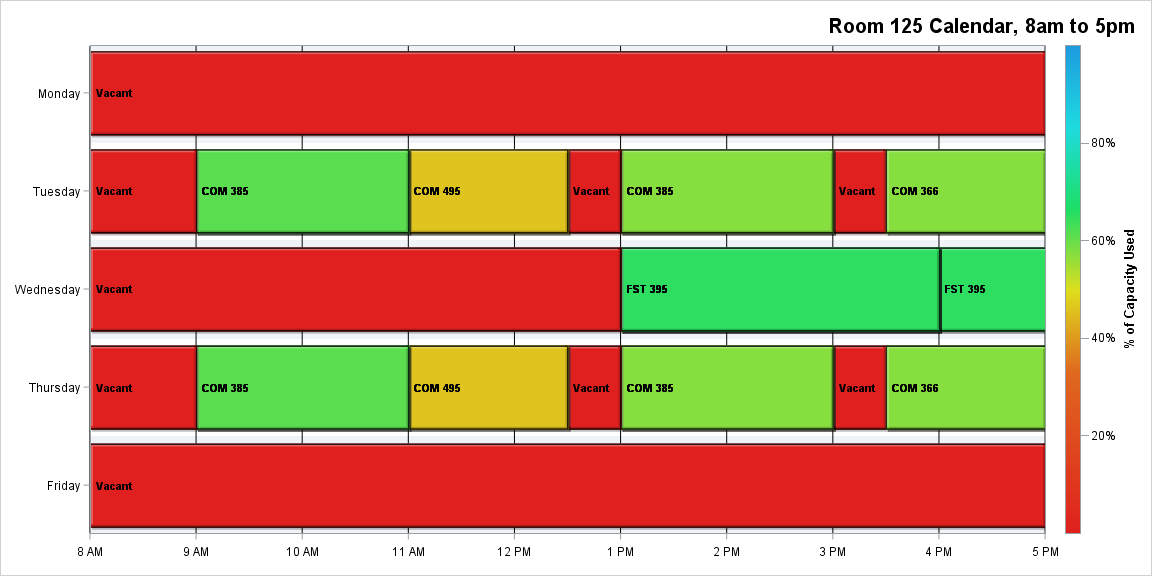 Room 125 Calendar, 8am to 5pm
Monday
Vacant
Tuesday
Vacant
COM 385
COM 495
Vacant
COM 385
Vacant
COM 366
Wednesday
Vacant
FST 395
FST 395
Thursday
Vacant
COM 385
COM 495
Vacant
COM 385
Vacant
COM 366
Friday
Vacant
8 AM
9 AM
10 AM
11 AM
12 PM
1 PM
2 PM
3 PM
4 PM
5 PM
80%
60%
40%
20%
% of Capacity Used